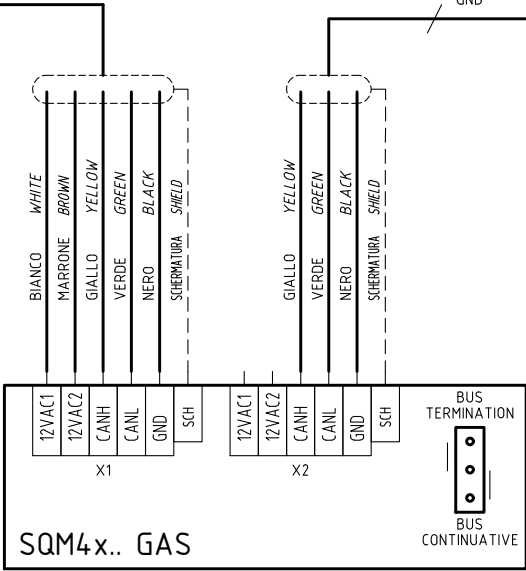 GND
BIANCO WHITE
MARRONE BROWN
GIALLO YELLOW
VERDE GREEN
NERO BLACK
SCHERMATURA SHIELD
GIALLO YELLOW
VERDE GREEN
NERO BLACK
SCHERMATURA SHIELD
12VAC1
12VAC2
CANH
CANL
GND
SCH
X1
12VAC1
12VAC2
CANH
CANL
GND
SCH
X2
BUS
TERMINATION
BUS
CONTINUATIVE
SQM4x.. GAS